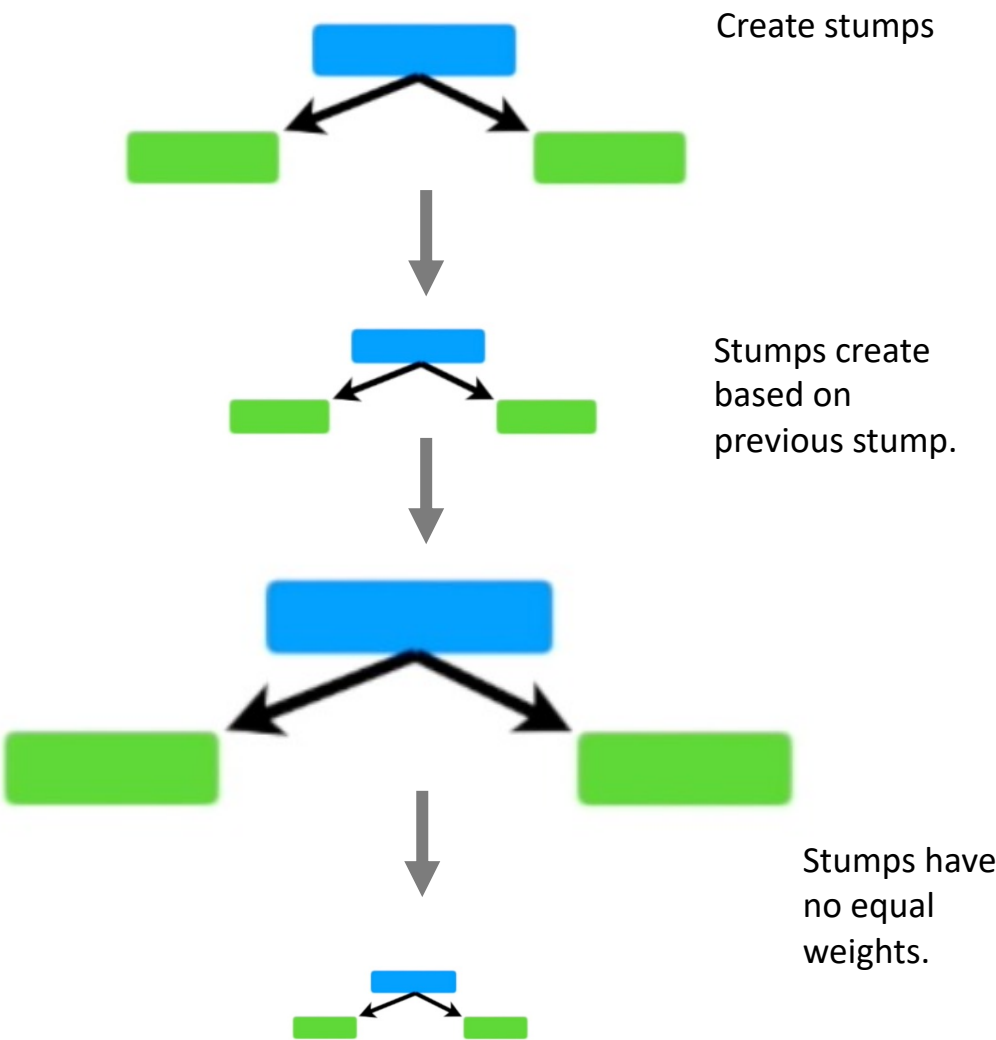 Create stumps
Stumps create
based on
previous stump.
Stumps have
no equal
weights.